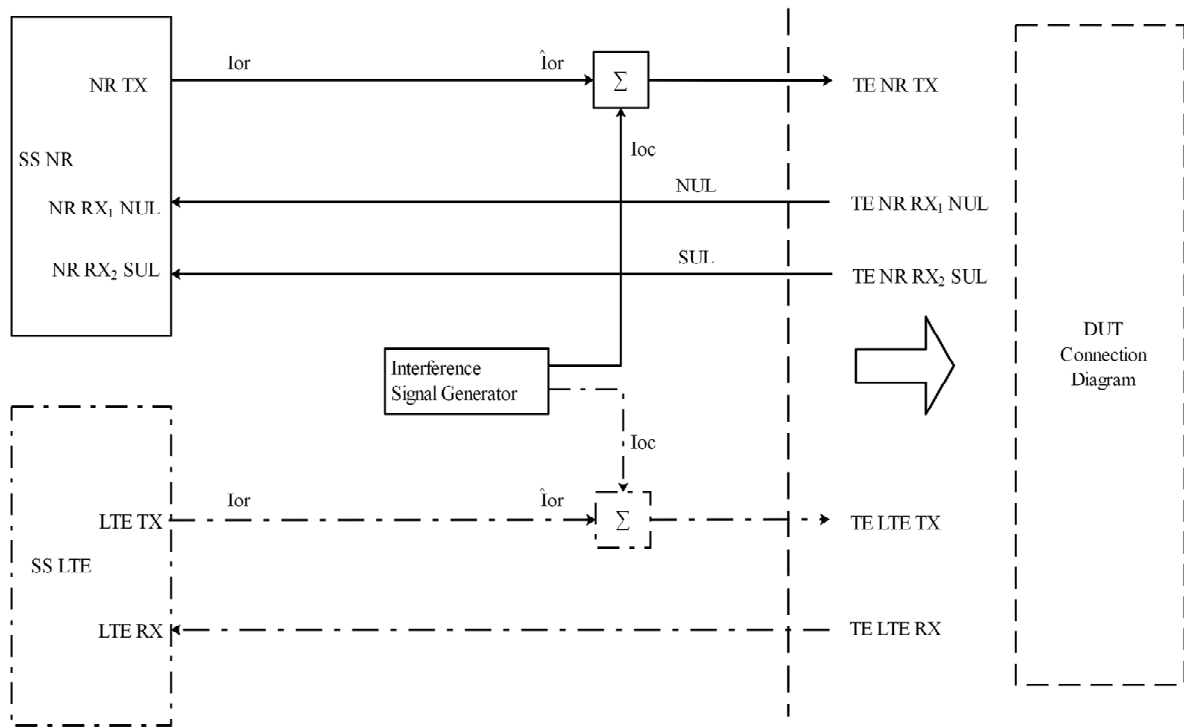 Ior
Îor
NR TX
Σ
TE NR TX
Ioc
SS NR
NUL
NR RX₁ NUL
TE NR RX₁ NUL
SUL
NR RX₂ SUL
TE NR RX₂ SUL
DUT
Connection
Diagram
Interference
Signal Generator
Ioc
Ior
Îor
LTE TX
Σ
TE LTE TX
SS LTE
LTE RX
TE LTE RX